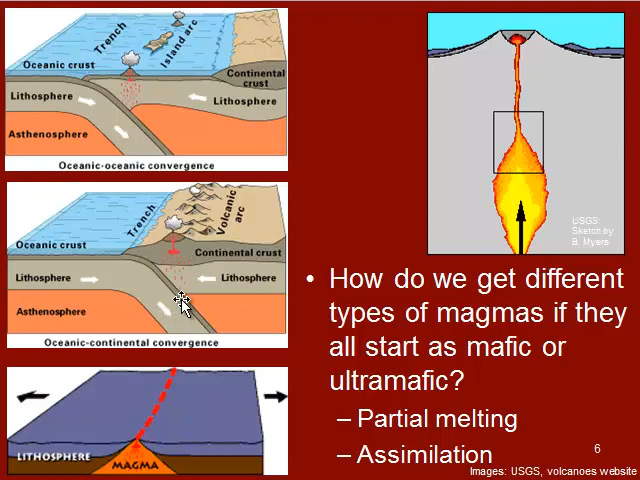 Trench
Island arc
Oceanic crust
Continental
crust
Lithosphere
Lithosphere
Asthenosphere
Oceanic-oceanic convergence
Trench
Volcanic
arc
Oceanic crust
Continental crust
Lithosphere
Lithosphere
Asthenosphere
Oceanic-continental convergence
LITHOSPHERE
MAGMA
USGS:
Sketch by
B. Myers
• How do we get different
types of magmas if they
all start as mafic or
ultramafic?
– Partial melting
– Assimilation
6
Images: USGS, volcanoes website